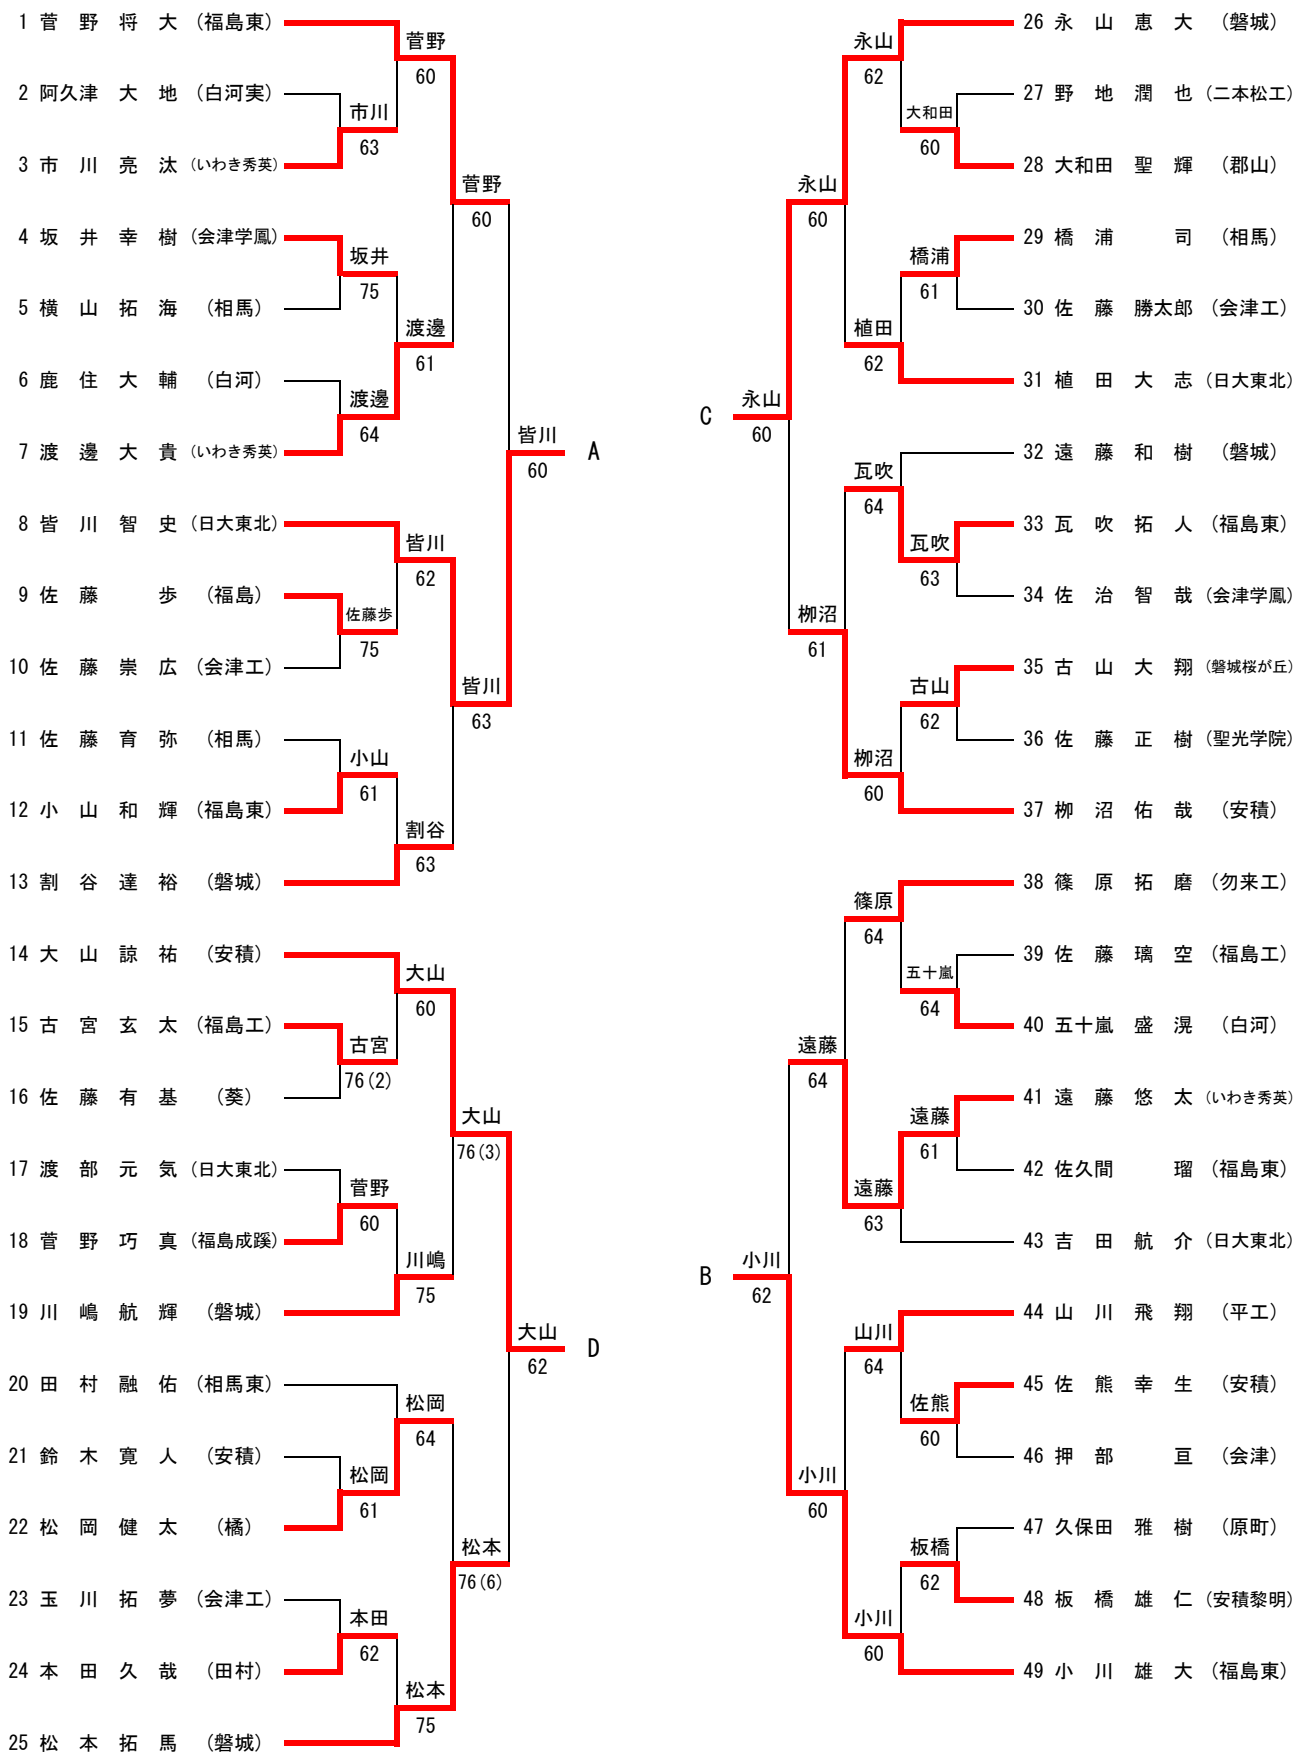 1 菅野将大 (福島東)
2 阿久津大地 (白河実)
3 市川亮汰 (いわき秀英)
4 坂井幸樹 (会津学鳳)
5 横山拓海 (相馬)
6 鹿住大輔 (白河)
7 渡邊大貴 (いわき秀英)
8 皆川智史 (日大東北)
9 佐藤歩 (福島)
10 佐藤崇広 (会津工)
11 佐藤育弥 (相馬)
12 小山和輝 (福島東)
13 割谷達裕 (磐城)
14 大山諒祐 (安積)
15 古宮玄太 (福島工)
16 佐藤有基 (葵)
17 渡部元気 (日大東北)
18 菅野巧真 (福島成蹊)
19 川嶋航輝 (磐城)
20 田村融佑 (相馬東)
21 鈴木寛人 (安積)
22 松岡健太 (橘)
23 玉川拓夢 (会津工)
24 本田久哉 (田村)
25 松本拓馬 (磐城)
市川
63
坂井
75
渡邊
64
佐藤歩
75
小山
61
古宮
76(2)
菅野
60
松岡
61
本田
62
菅野
60
渡邊
61
皆川
62
割谷
63
大山
60
川嶋
75
松岡
64
松本
75
菅野
60
皆川
63
大山
76(3)
松本
76(6)
皆川
60
A
大山
62
D
C
永山
60
B
小川
62
永山
60
栁沼
61
遠藤
64
小川
60
永山
62
植田
62
瓦吹
64
栁沼
60
篠原
64
遠藤
63
山川
64
小川
60
大和田
60
橋浦
61
瓦吹
63
古山
62
五十嵐
64
遠藤
61
佐熊
60
板橋
62
26 永山恵大 (磐城)
27 野地潤也 (二本松工)
28 大和田聖輝 (郡山)
29 橋浦司 (相馬)
30 佐藤勝太郎 (会津工)
31 植田大志 (日大東北)
32 遠藤和樹 (磐城)
33 瓦吹拓人 (福島東)
34 佐治智哉 (会津学鳳)
35 古山大翔 (磐城桜が丘)
36 佐藤正樹 (聖光学院)
37 栁沼佑哉 (安積)
38 篠原拓磨 (勿来工)
39 佐藤璃空 (福島工)
40 五十嵐盛滉 (白河)
41 遠藤悠太 (いわき秀英)
42 佐久間瑠 (福島東)
43 吉田航介 (日大東北)
44 山川飛翔 (平工)
45 佐熊幸生 (安積)
46 押部亘 (会津)
47 久保田雅樹 (原町)
48 板橋雄仁 (安積黎明)
49 小川雄大 (福島東)